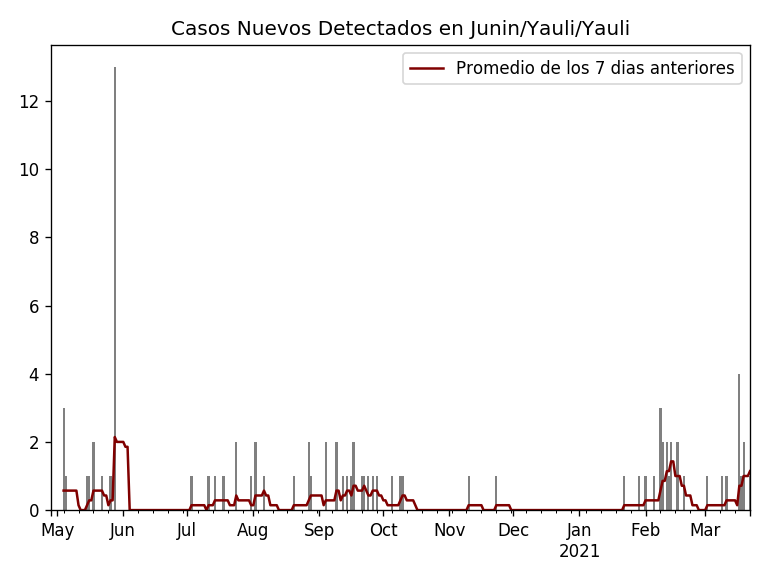 Casos Nuevos Detectados en Junin/Yauli/Yauli
Promedio de los 7 dias anteriores
12
10
8
6
4
2
0
May Jun Jul Aug Sep Oct Nov Dec Jan Feb Mar
2021